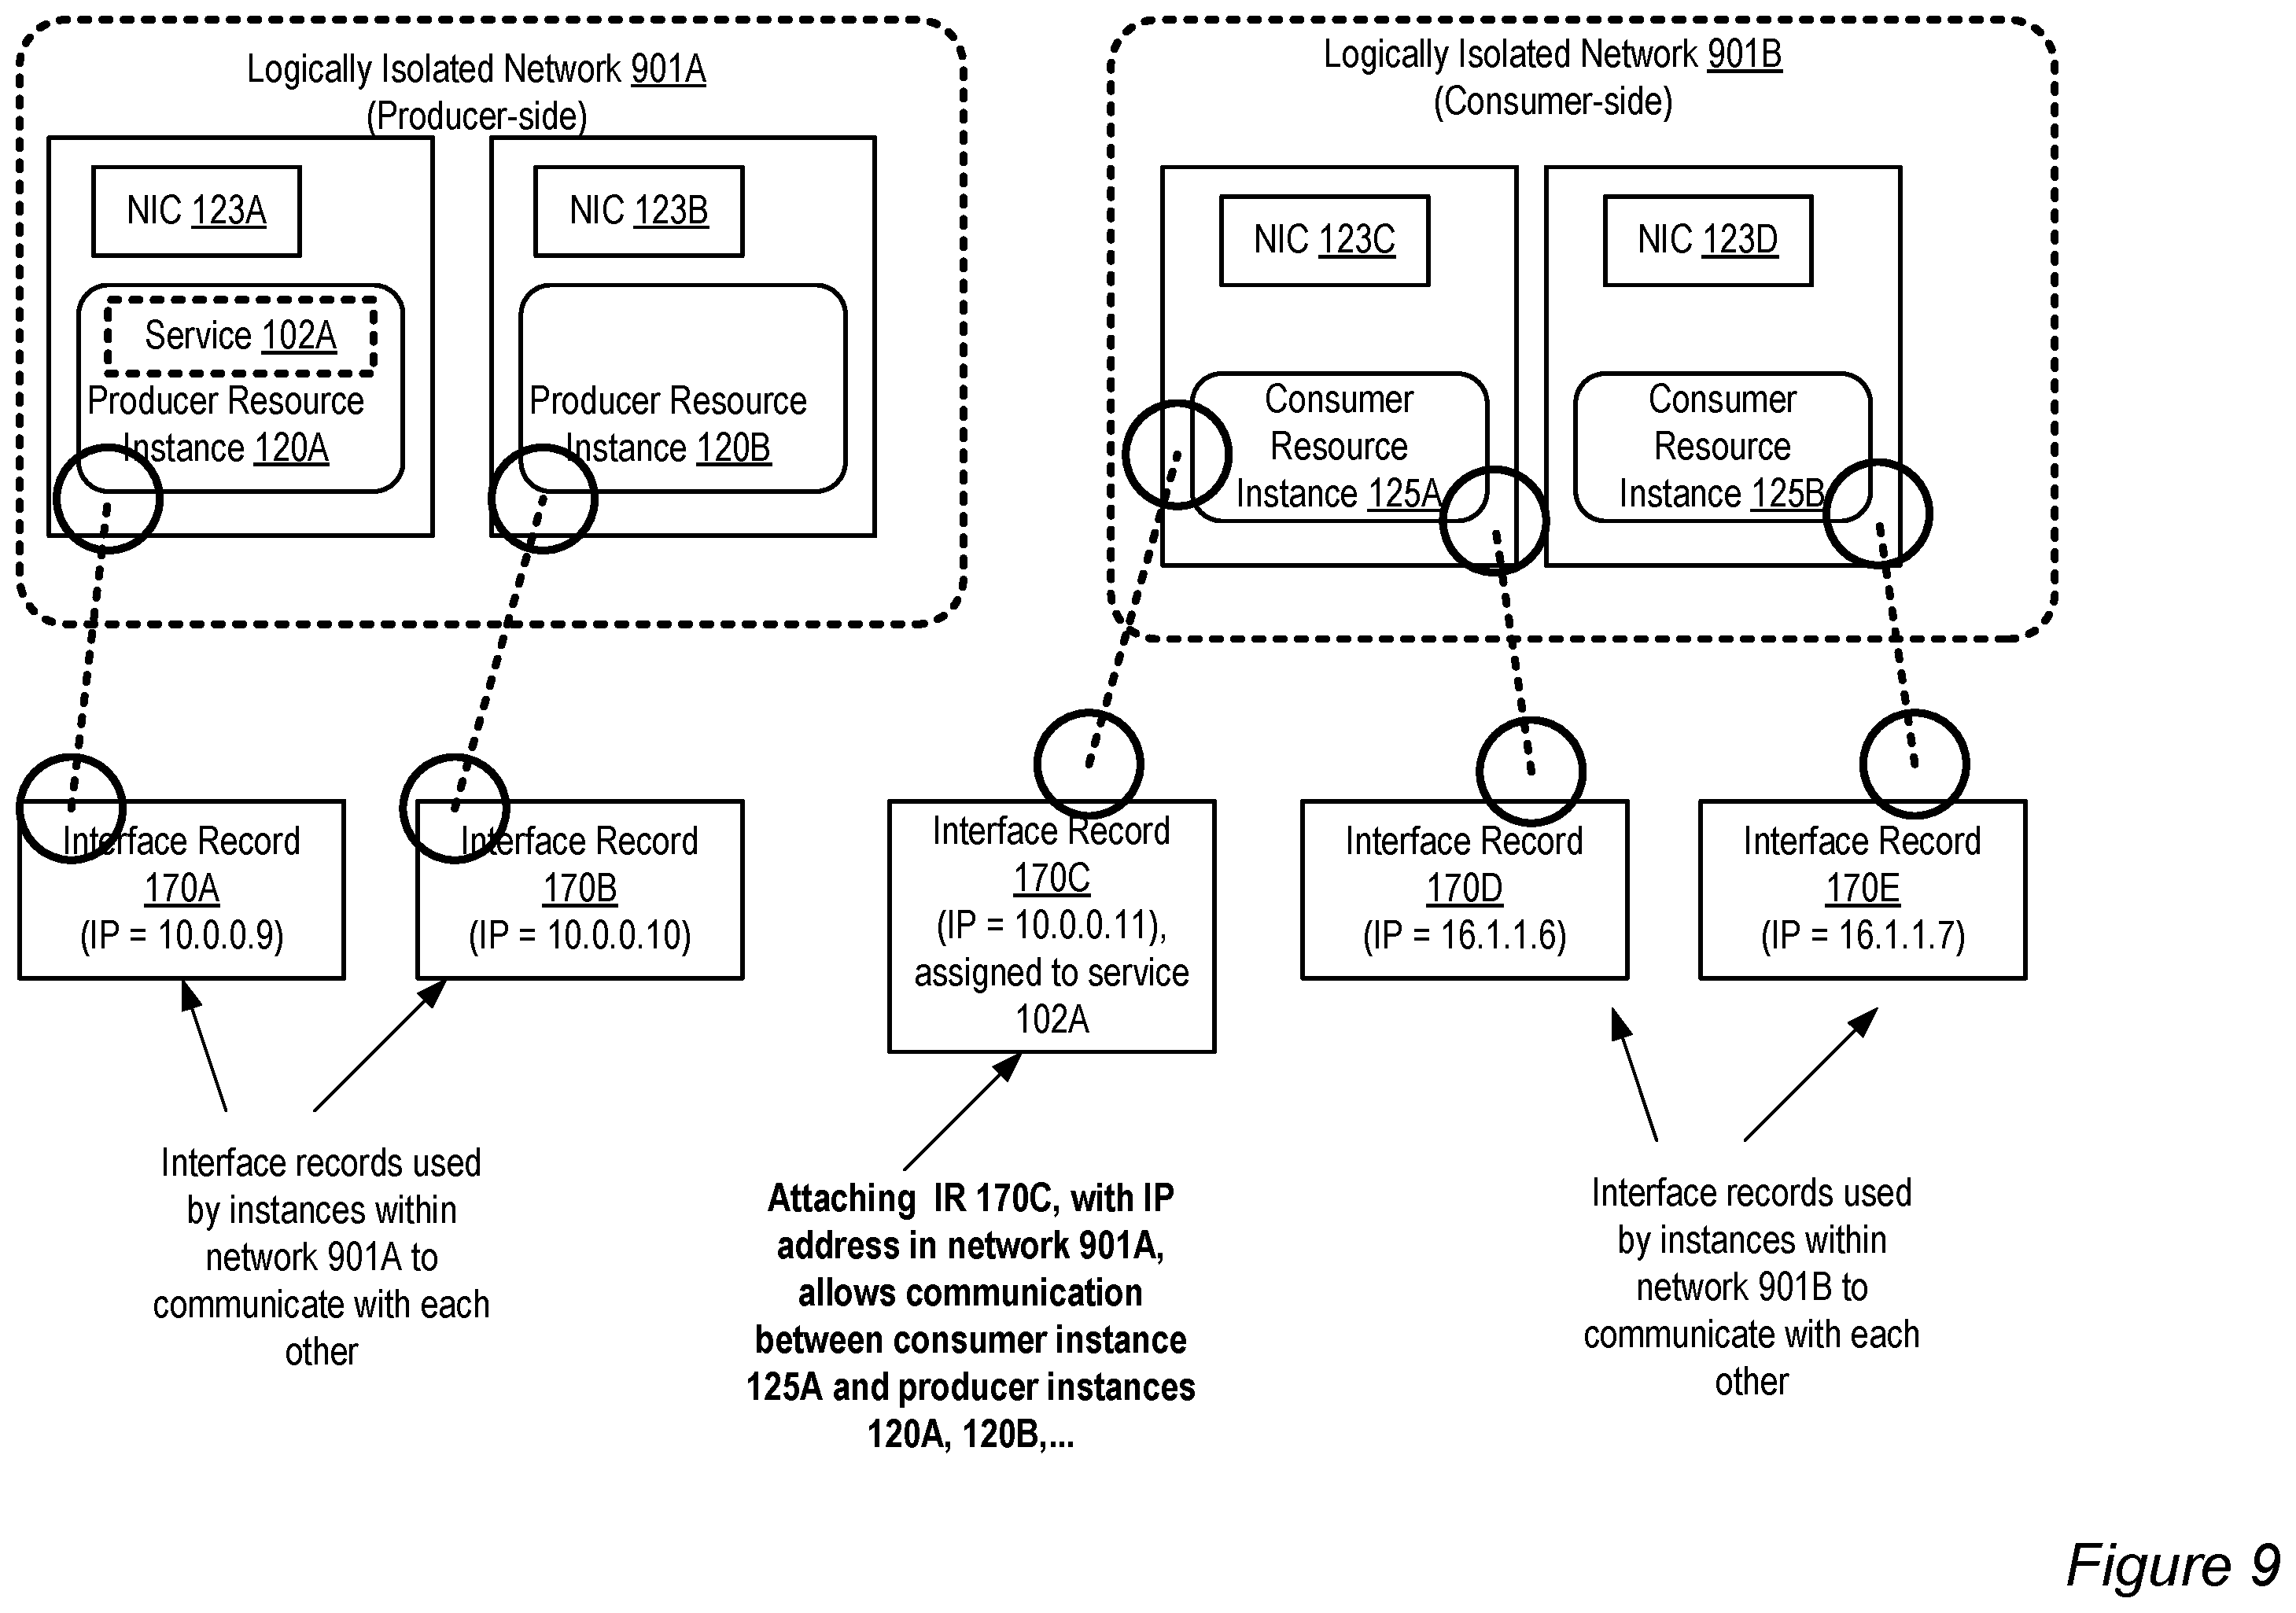 Logically Isolated Network 901A
(Producer-side)
NIC 123A
Service 102A
Producer Resource
Instance 120A
NIC 123B
Producer Resource
Instance 120B
Logically Isolated Network 901B
(Consumer-side)
NIC 123C
Consumer
Resource
Instance 125A
NIC 123D
Consumer
Resource
Instance 125B
Interface Record
170A
(IP = 10.0.0.9)
Interface Record
170B
(IP = 10.0.0.10)
Interface Record
170C
(IP = 10.0.0.11),
assigned to service
102A
Interface Record
170D
(IP = 16.1.1.6)
Interface Record
170E
(IP = 16.1.1.7)
Interface records used
by instances within
network 901A to
communicate with each
other
Attaching IR 170C, with IP
address in network 901A,
allows communication
between consumer instance
125A and producer instances
120A, 120B,...
Interface records used
by instances within
network 901B to
communicate with each
other
Figure 9